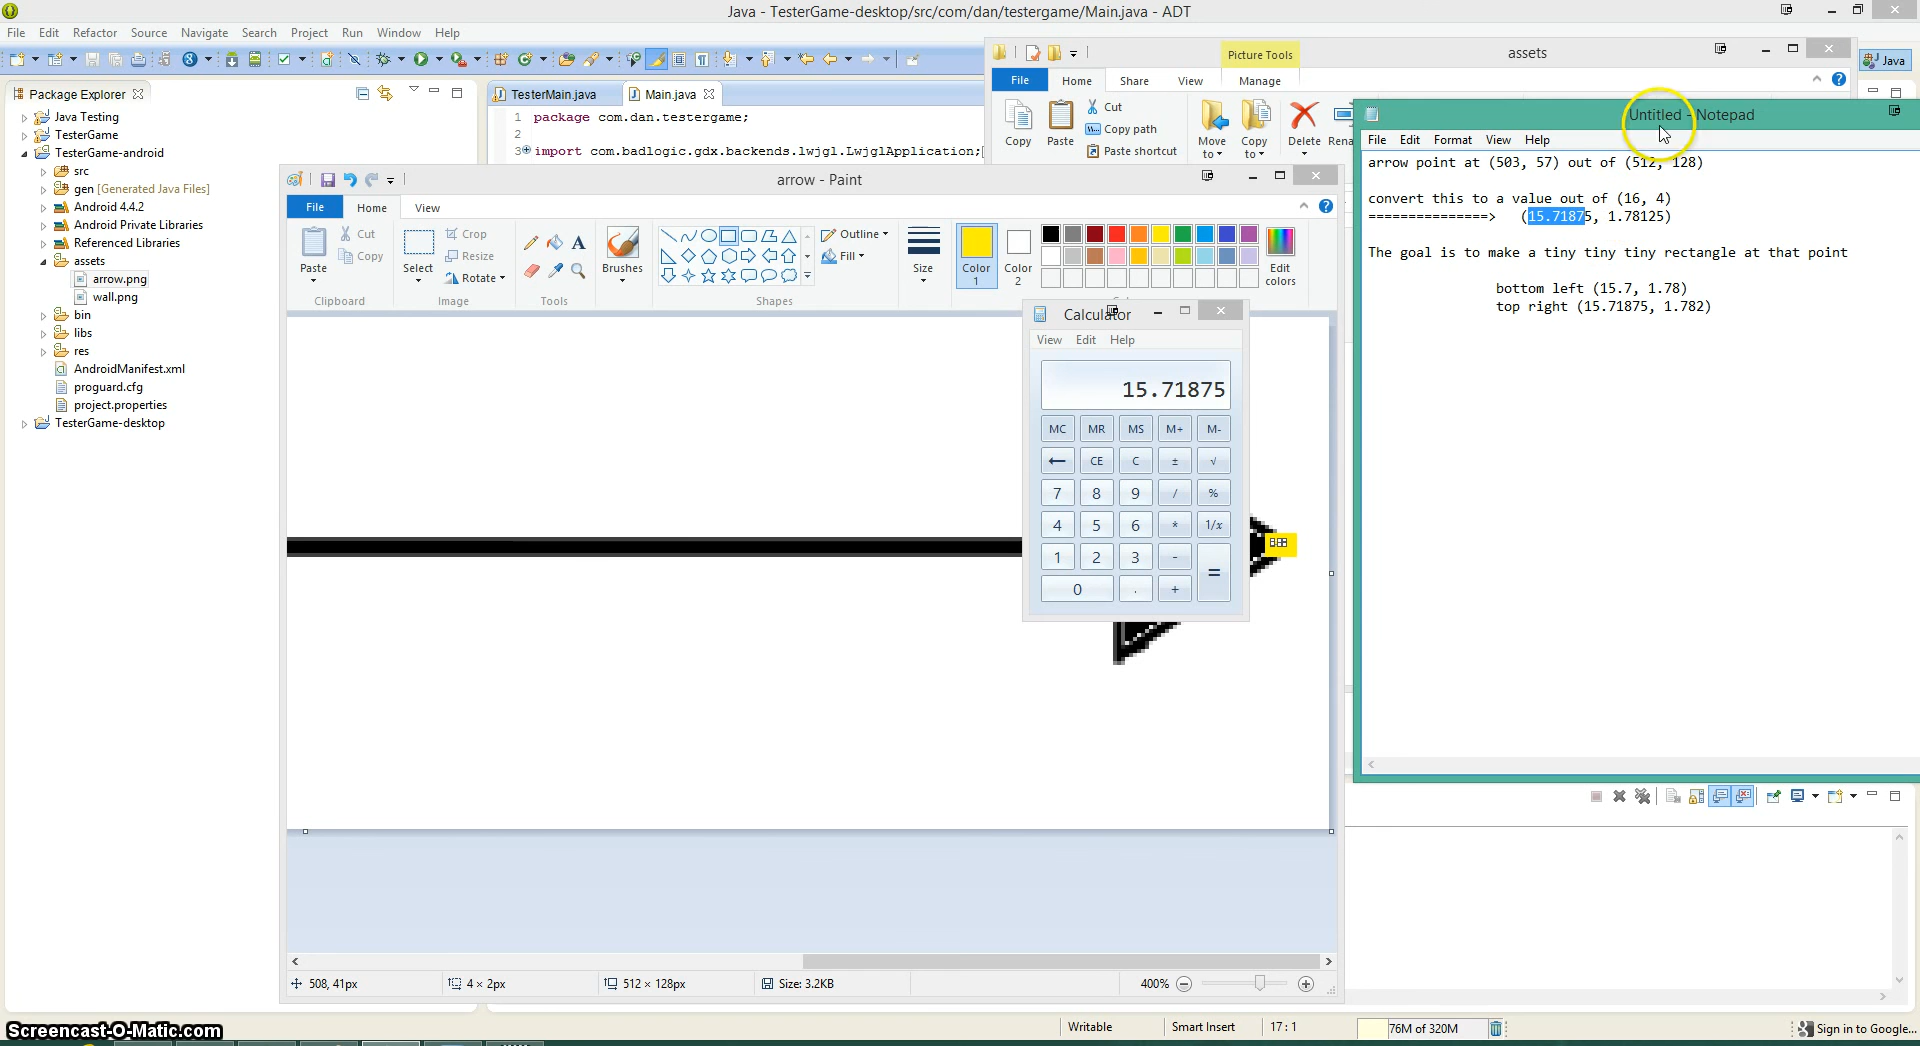 Java - TesterGame-desktop/src/com/dan/testergame/Main.java - ADT
File Edit Refactor Source Navigate Search Project Run Window Help
Java
Package Explorer
Java Testing
TesterGame
TesterGame-android
src
gen [Generated Java Files]
Android 4.4.2
Android Private Libraries
Referenced Libraries
assets
arrow.png
wall.png
bin
libs
res
AndroidManifest.xml
proguard.cfg
project.properties
TesterGame-desktop
TesterMain.java Main.java
1 package com.dan.testergame;
2
3 import com.badlogic.gdx.backends.lwjgl.LwjglApplication;
Picture Tools assets
File Home Share View Manage
Copy Paste Cut
Copy path
Paste shortcut
Move to Copy to Delete Rena
arrow - Paint
File Home View
Paste Cut Copy
Clipboard
Select Crop Resize Rotate
Image
Tools
Brushes
Shapes
Outline
Fill
Size
Color 1
Color 2
Edit colors
Calculator
View Edit Help
15.71875
MC MR MS M+ M-
← CE C ± √
7 8 9 / %
4 5 6 * 1/x
1 2 3 - =
0 . +
508, 41px 4 × 2px 512 × 128px Size: 3.2KB 400%
Untitled - Notepad
File Edit Format View Help
arrow point at (503, 57) out of (512, 128)
convert this to a value out of (16, 4)
===============> (15.71875, 1.78125)
The goal is to make a tiny tiny tiny rectangle at that point
bottom left (15.7, 1.78)
top right (15.71875, 1.782)
Writable Smart Insert 17 : 1 76M of 320M Sign in to Google...
Screencast-O-Matic.com